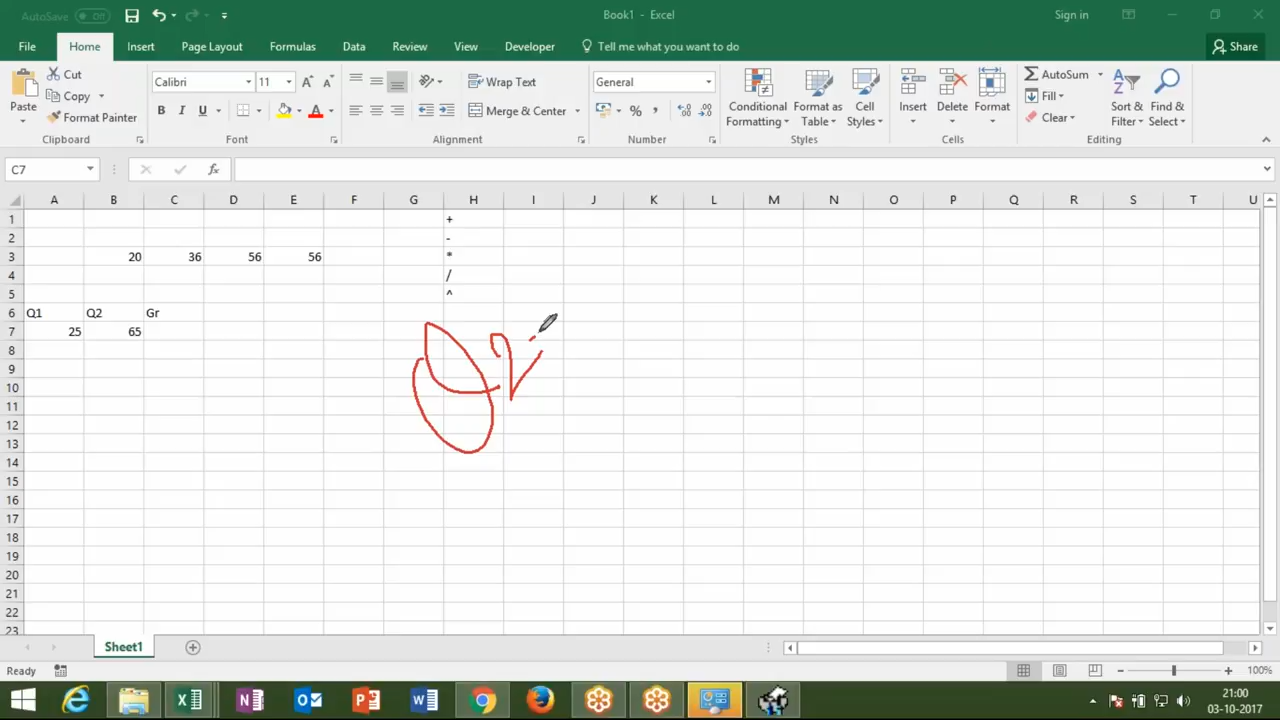 AutoSave Off Book1 - Excel Sign in
File Home Insert Page Layout Formulas Data Review View Developer Tell me what you want to do Share
Paste Cut Copy Format Painter Clipboard
Calibri 11 B I U A Font
Wrap Text Merge & Center Alignment
General % , Number
Conditional Formatting Format as Table Cell Styles Styles
Insert Delete Format Cells
AutoSum Fill Clear Sort & Filter Find & Select Editing
C7 fx
A B C D E F G H I J K L M N O P Q R S T U
1 +
2 -
3 20 36 56 56 *
4 /
5 ^
6 Q1 Q2 Gr
7 25 65
8
9
10
11
12
13
14
15
16
17
18
19
20
21
22
23
Sheet1
Ready 100%
21:00
03-10-2017